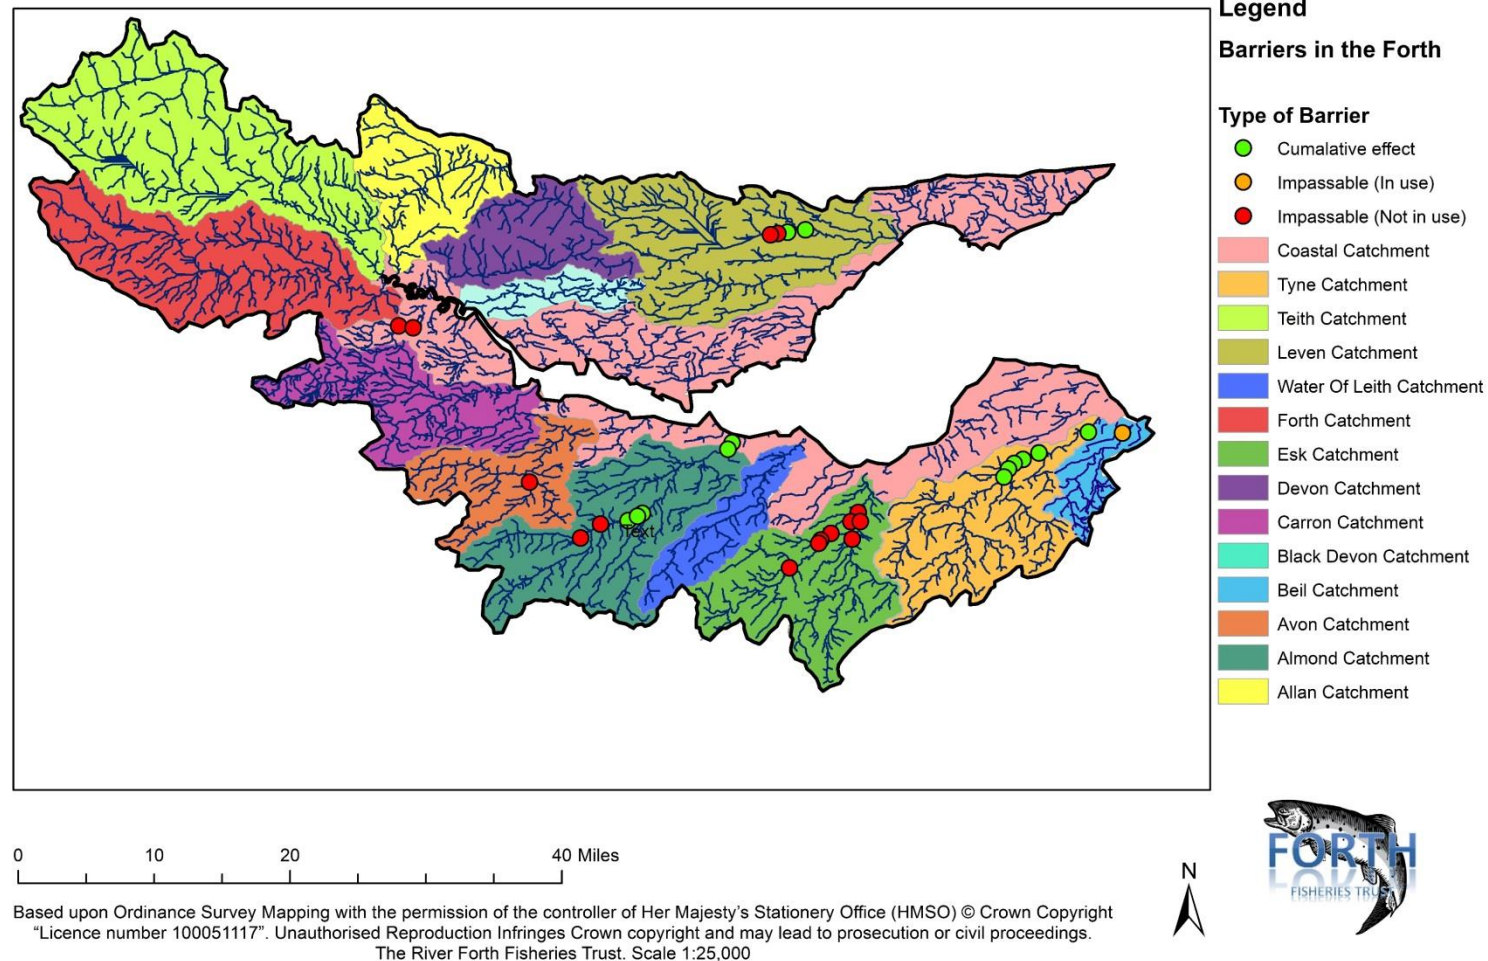 Legend
Barriers in the Forth
Type of Barrier
Cumalative effect
Impassable (In use)
Impassable (Not in use)
Coastal Catchment
Tyne Catchment
Teith Catchment
Leven Catchment
Water Of Leith Catchment
Forth Catchment
Esk Catchment
Devon Catchment
Carron Catchment
Black Devon Catchment
Beil Catchment
Avon Catchment
Almond Catchment
Allan Catchment
Text
0 10 20 40 Miles
N
FORTH
FISHERIES TRUST
Based upon Ordinance Survey Mapping with the permission of the controller of Her Majesty’s Stationery Office (HMSO) © Crown Copyright
“Licence number 100051117”. Unauthorised Reproduction Infringes Crown copyright and may lead to prosecution or civil proceedings.
The River Forth Fisheries Trust. Scale 1:25,000